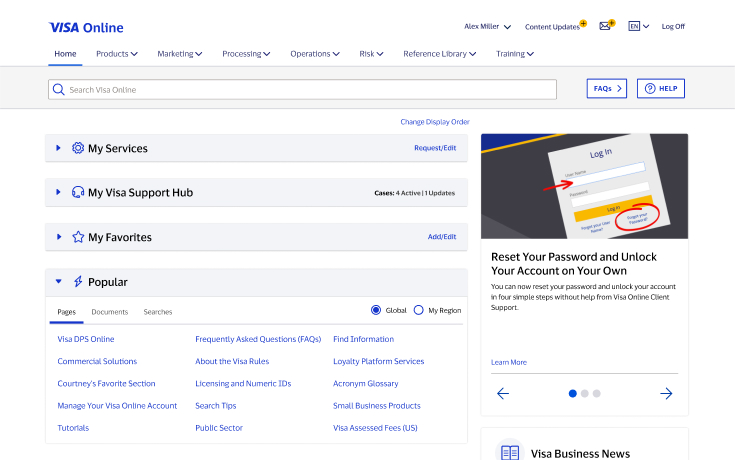 VISA Online
Alex Miller
Content Updates
EN
Log Off
Home
Products
Marketing
Processing
Operations
Risk
Reference Library
Training
Search Visa Online
FAQs
HELP
Change Display Order
My Services
Request/Edit
My Visa Support Hub
Cases: 4 Active | 1 Updates
My Favorites
Add/Edit
Popular
Pages
Documents
Searches
Global
My Region
Visa DPS Online
Frequently Asked Questions (FAQs)
Find Information
Commercial Solutions
About the Visa Rules
Loyalty Platform Services
Courtney's Favorite Section
Licensing and Numeric IDs
Acronym Glossary
Manage Your Visa Online Account
Search Tips
Small Business Products
Tutorials
Public Sector
Visa Assessed Fees (US)
Log In
User Name
Password
Log in
Forgot your User Name?
Forgot your Password?
Reset Your Password and Unlock
Your Account on Your Own
You can now reset your password and unlock your account
in four simple steps without help from Visa Online Client
Support.
Learn More
Visa Business News